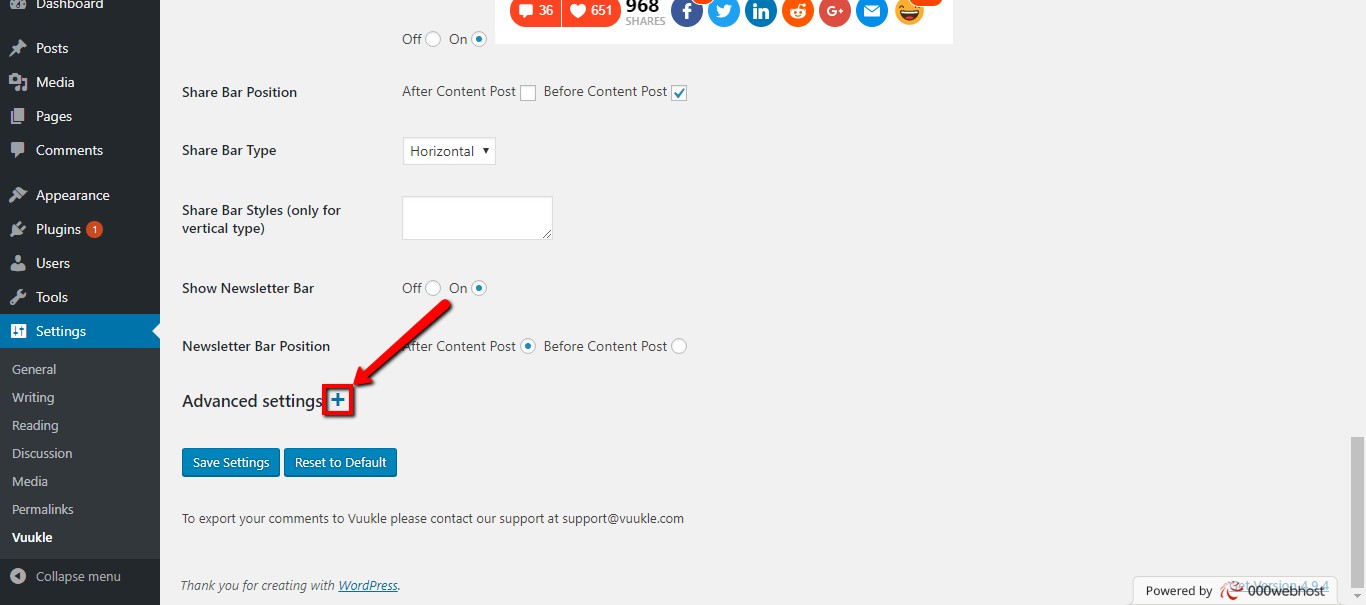 Dashboard
Posts
Media
Pages
Comments
Appearance
Plugins 1
Users
Tools
Settings
General
Writing
Reading
Discussion
Media
Permalinks
Vuukle
Collapse menu
36 651 968 SHARES
Off On
Share Bar Position After Content Post Before Content Post
Share Bar Type Horizontal
Share Bar Styles (only for
vertical type)
Show Newsletter Bar Off On
Newsletter Bar Position After Content Post Before Content Post
Advanced settings +
Save Settings Reset to Default
To export your comments to Vuukle please contact our support at support@vuukle.com
Thank you for creating with WordPress.
Get Version 4.9.4
Powered by 000webhost